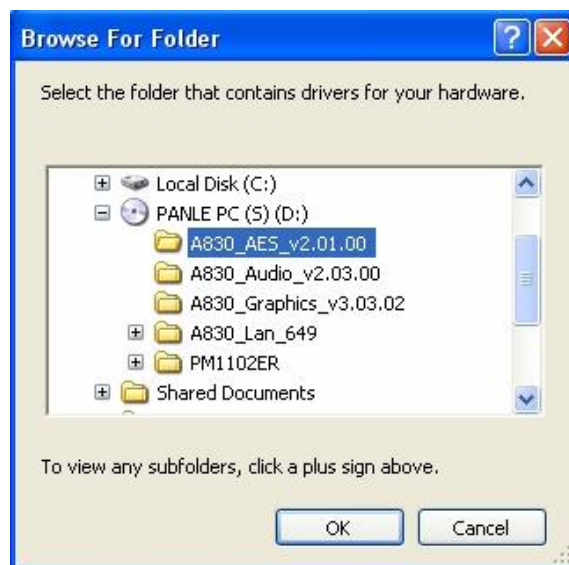 Browse For Folder
Select the folder that contains drivers for your hardware.
Local Disk (C:)
PANLE PC (S) (D:)
A830_AES_v2.01.00
A830_Audio_v2.03.00
A830_Graphics_v3.03.02
A830_Lan_649
PM1102ER
Shared Documents
To view any subfolders, click a plus sign above.
OK Cancel